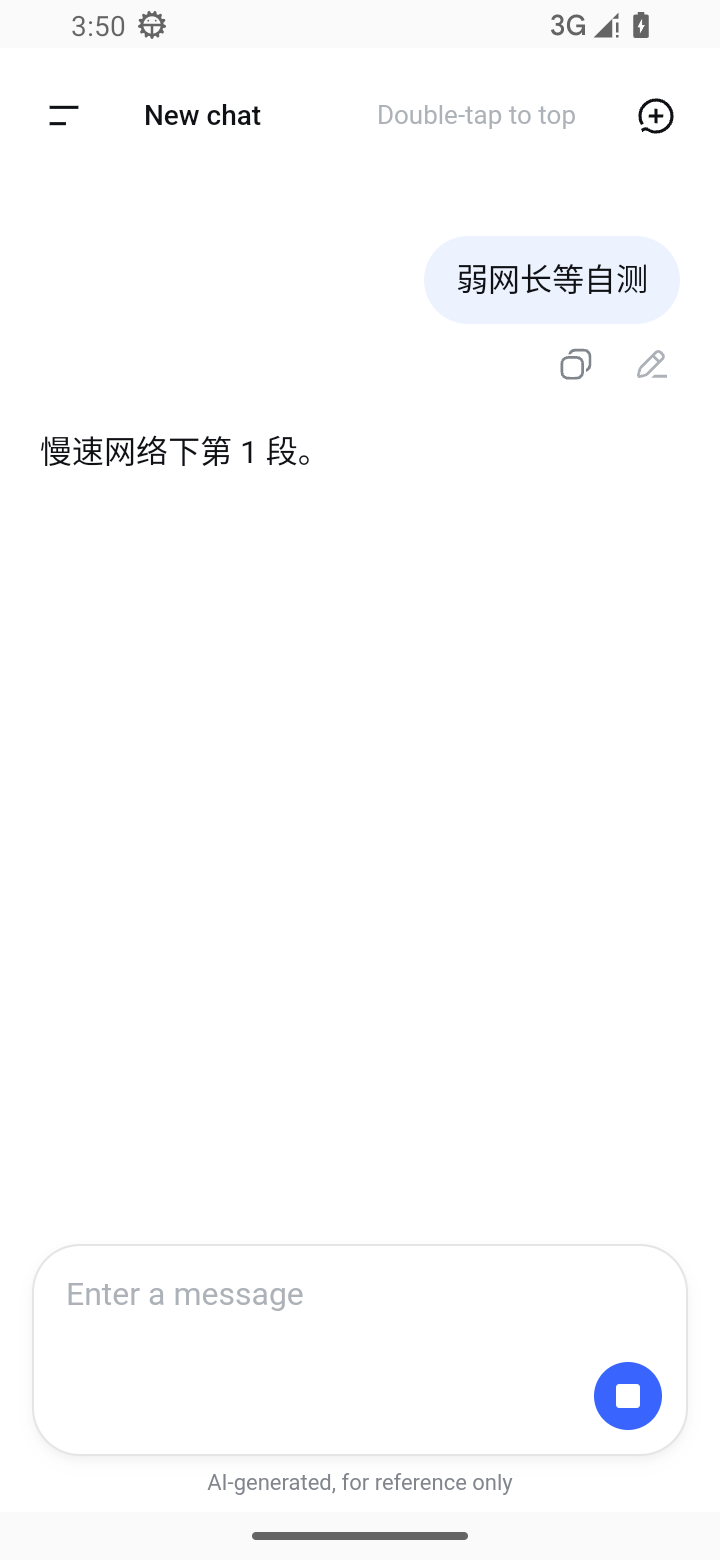 3:50
3G
New chat
Double-tap to top
弱网长等自测
慢速网络下第 1 段。
Enter a message
AI-generated, for reference only